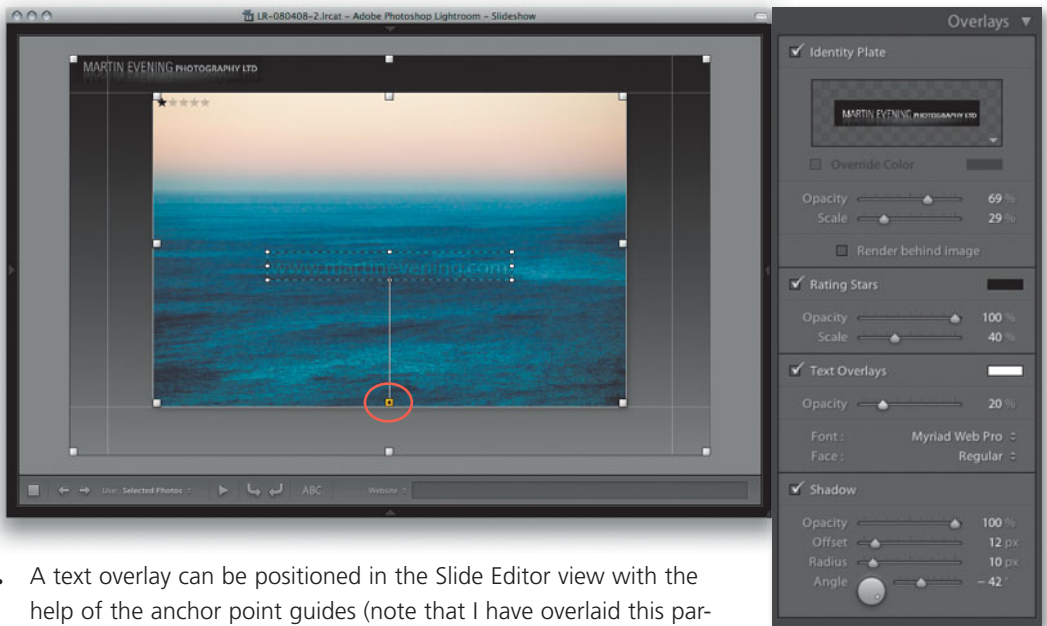 LR-080408-2.lrcat – Adobe Photoshop Lightroom – Slideshow
MARTIN EVENING PHOTOGRAPHY LTD
www.martinevening.com
Use: Selected Photos
ABC
Website
Overlays
Identity Plate
MARTIN EVENING PHOTOGRAPHY LTD
Override Color
Opacity 69 %
Scale 29 %
Render behind image
Rating Stars
Opacity 100 %
Scale 40 %
Text Overlays
Opacity 20 %
Font : Myriad Web Pro
Face : Regular
Shadow
Opacity 100 %
Offset 12 px
Radius 10 px
Angle – 42 °
A text overlay can be positioned in the Slide Editor view with the
help of the anchor point guides (note that I have overlaid this par-